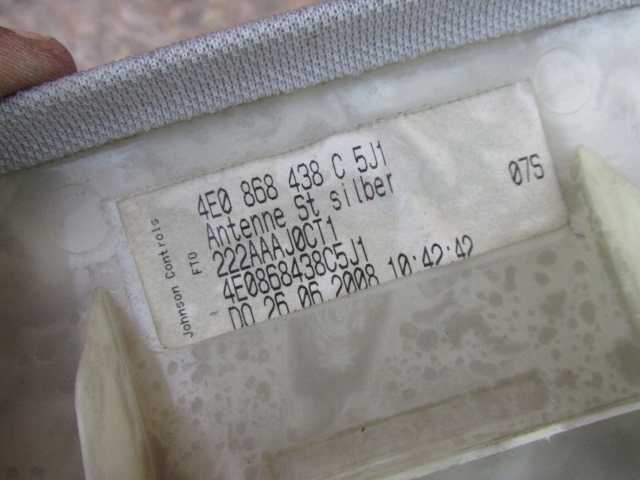 4E0 868 438 C 5J1
Antenne St silber
07S
222AAAJ0CT1
4E0868438C5J1
DO 26.06.2008 10:42:42
Johnson Controls
FTO